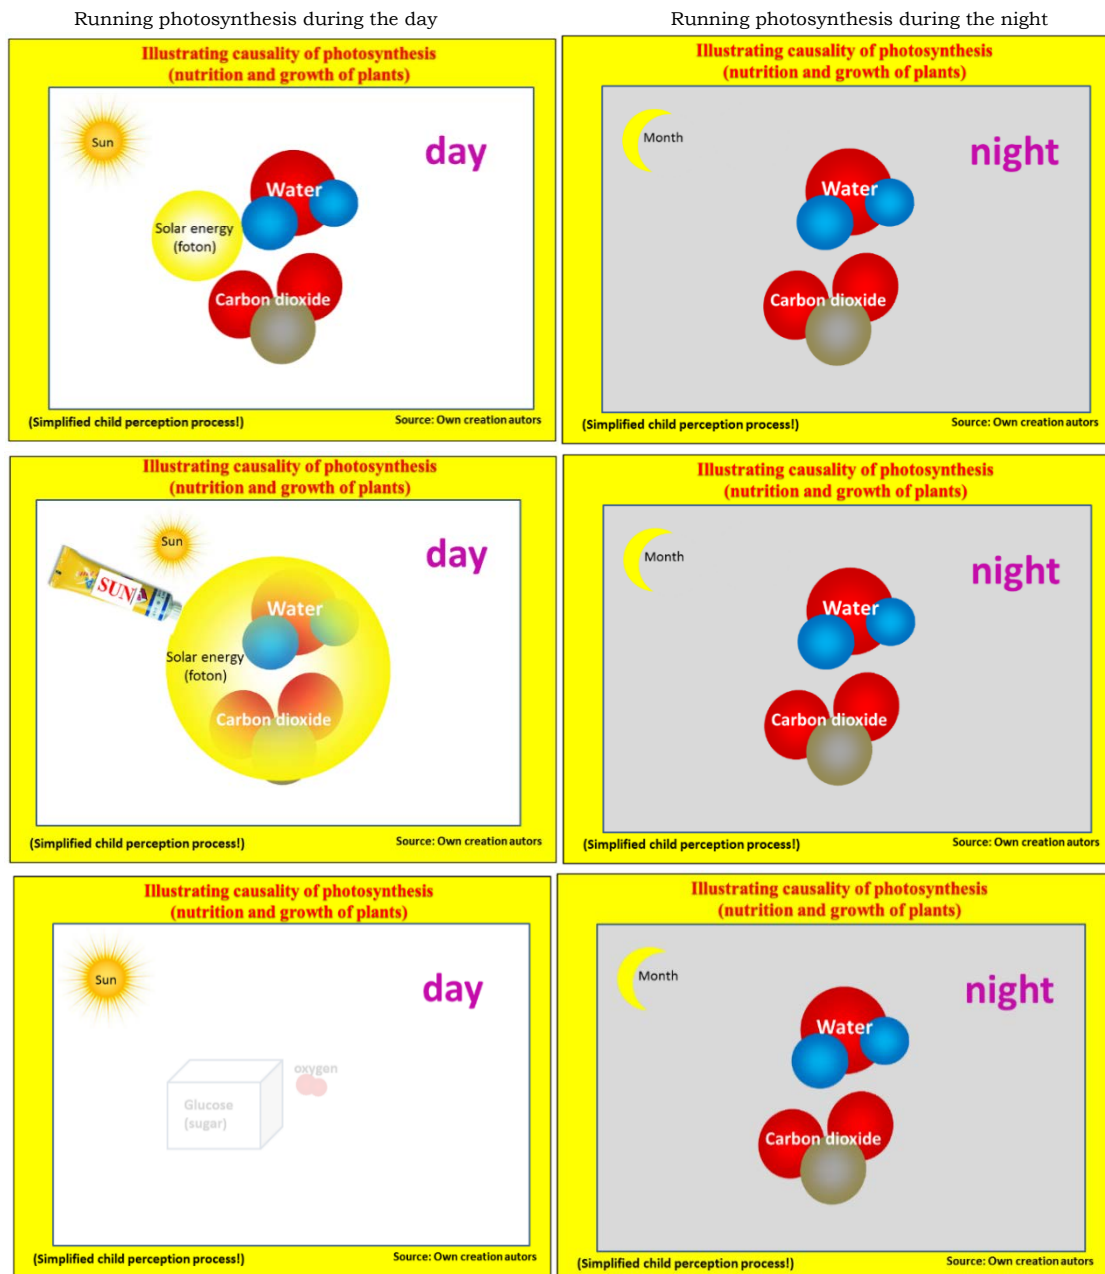 Running photosynthesis during the day
Running photosynthesis during the night
Illustrating causality of photosynthesis
(nutrition and growth of plants)
Sun
day
Water
Solar energy
(foton)
Carbon dioxide
(Simplified child perception process!)
Source: Own creation autors
Illustrating causality of photosynthesis
(nutrition and growth of plants)
Month
night
Water
Carbon dioxide
(Simplified child perception process!)
Source: Own creation autors
Illustrating causality of photosynthesis
(nutrition and growth of plants)
Sun
day
SUN
Water
Solar energy
(foton)
Carbon dioxide
(Simplified child perception process!)
Source: Own creation autors
Illustrating causality of photosynthesis
(nutrition and growth of plants)
Month
night
Water
Carbon dioxide
(Simplified child perception process!)
Source: Own creation autors
Illustrating causality of photosynthesis
(nutrition and growth of plants)
Sun
day
oxygen
Glucose
(sugar)
(Simplified child perception process!)
Source: Own creation autors
Illustrating causality of photosynthesis
(nutrition and growth of plants)
Month
night
Water
Carbon dioxide
(Simplified child perception process!)
Source: Own creation autors